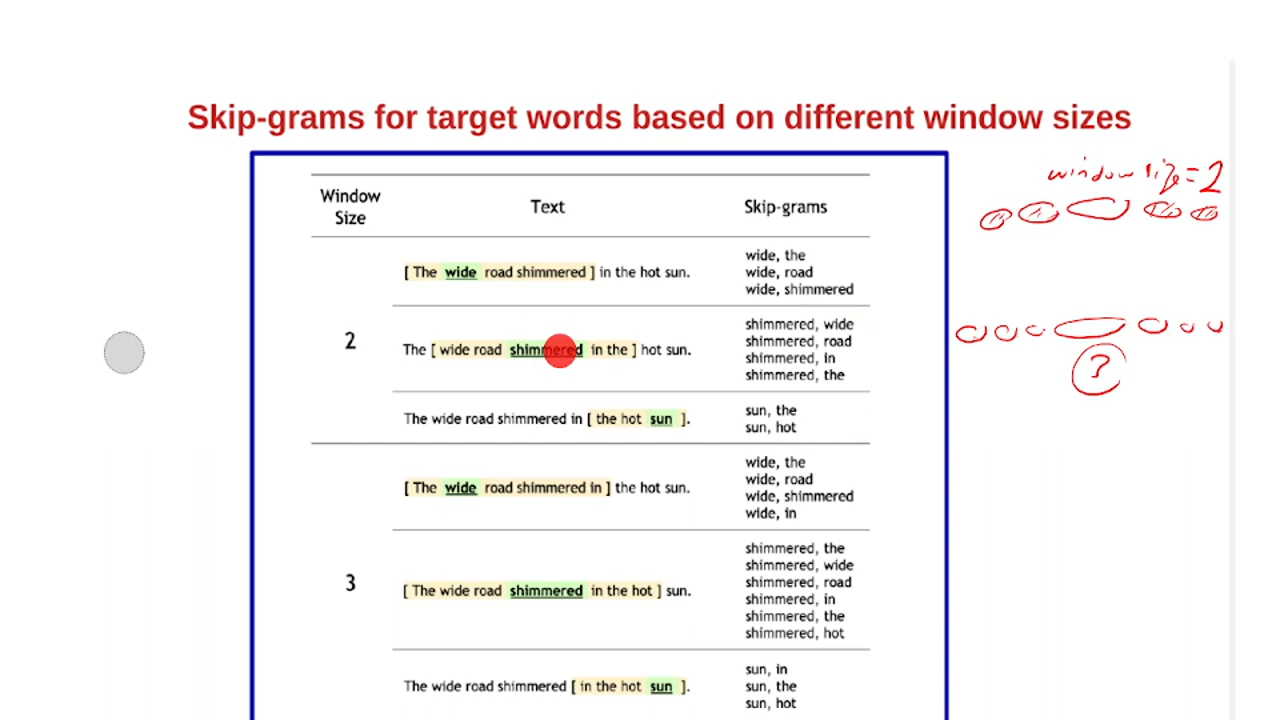 Skip-grams for target words based on different window sizes
window size = 2
Window Size
Text
Skip-grams
2
[ The wide road shimmered ] in the hot sun.
wide, the
wide, road
wide, shimmered
The [ wide road shimmered in the ] hot sun.
shimmered, wide
shimmered, road
shimmered, in
shimmered, the
The wide road shimmered in [ the hot sun ].
sun, the
sun, hot
3
[ The wide road shimmered in ] the hot sun.
wide, the
wide, road
wide, shimmered
wide, in
[ The wide road shimmered in the hot ] sun.
shimmered, the
shimmered, wide
shimmered, road
shimmered, in
shimmered, the
shimmered, hot
The wide road shimmered [ in the hot sun ].
sun, in
sun, the
sun, hot
?